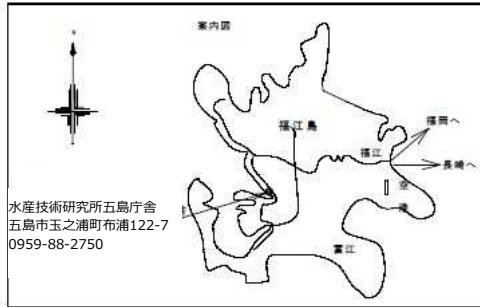 案内図
福江島
福江
福岡へ
長崎へ
空
港
富江
水産技術研究所五島庁舎
五島市玉之浦町布浦122-7
0959-88-2750